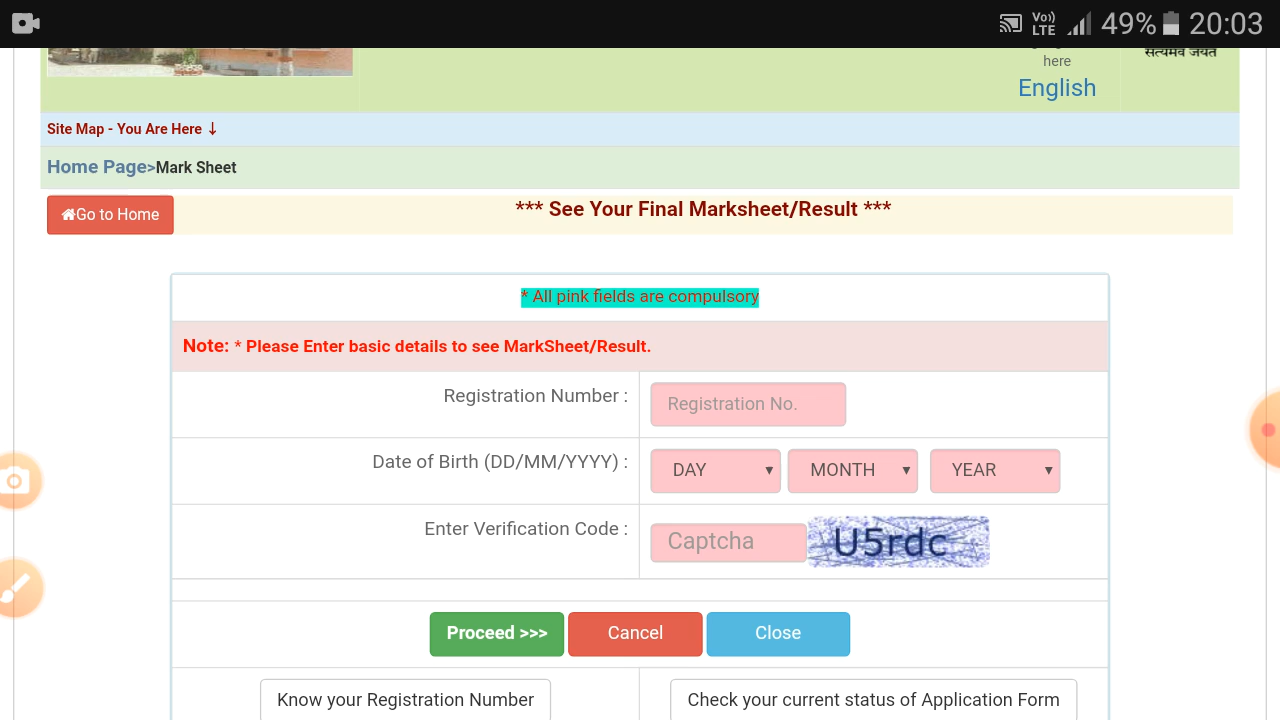 Vo))
LTE
49%
20:03
here
सत्यमेव जयते
English
Site Map - You Are Here ↓
Home Page>Mark Sheet
Go to Home
*** See Your Final Marksheet/Result ***
* All pink fields are compulsory
Note: * Please Enter basic details to see MarkSheet/Result.
Registration Number :
Registration No.
Date of Birth (DD/MM/YYYY) :
DAY
MONTH
YEAR
Enter Verification Code :
Captcha
U5rdc
Proceed >>>
Cancel
Close
Know your Registration Number
Check your current status of Application Form